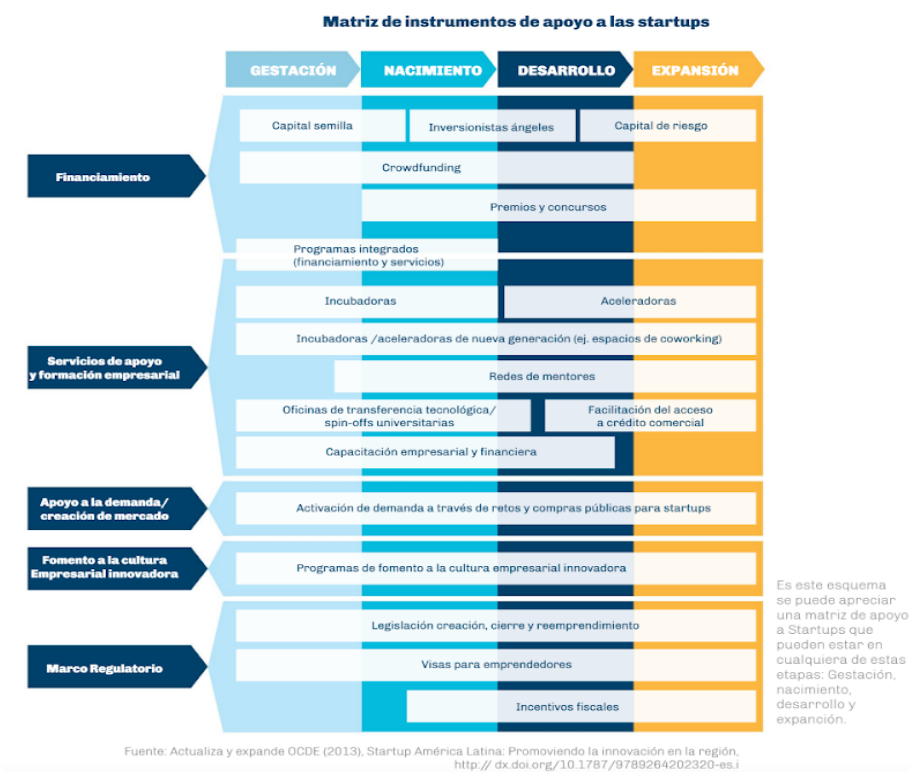 Matriz de instrumentos de apoyo a las startups
GESTACIÓN
NACIMIENTO
DESARROLLO
EXPANSIÓN
Financiamiento
Capital semilla
Inversionistas ángeles
Capital de riesgo
Crowdfunding
Premios y concursos
Programas integrados
(financiamiento y servicios)
Servicios de apoyo
y formación empresarial
Incubadoras
Aceleradoras
Incubadoras /aceleradoras de nueva generación (ej. espacios de coworking)
Redes de mentores
Oficinas de transferencia tecnológica/
spin-offs universitarias
Facilitación del acceso
a crédito comercial
Capacitación empresarial y financiera
Apoyo a la demanda/
creación de mercado
Activación de demanda a través de retos y compras públicas para startups
Fomento a la cultura
Empresarial innovadora
Programas de fomento a la cultura empresarial innovadora
Marco Regulatorio
Legislación creación, cierre y reemprendimiento
Visas para emprendedores
Incentivos fiscales
Es este esquema
se puede apreciar
una matriz de apoyo
a Startups que
pueden estar en
cualquiera de estas
etapas: Gestación,
nacimiento,
desarrollo y
expanción.
Fuente: Actualiza y expande OCDE (2013), Startup América Latina: Promoviendo la innovación en la región,
http:// dx.doi.org/10.1787/9789264202320-es.i